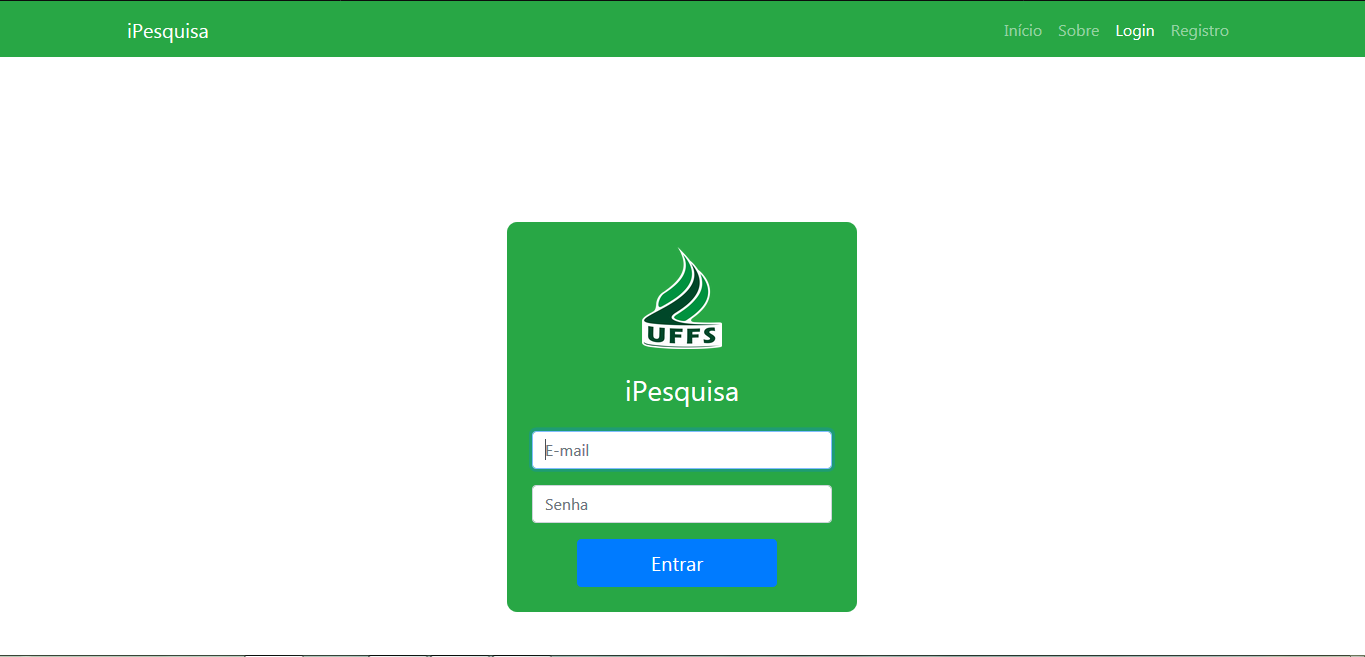 iPesquisa Início Sobre Login Registro
UFFS
iPesquisa
E-mail
Senha
Entrar